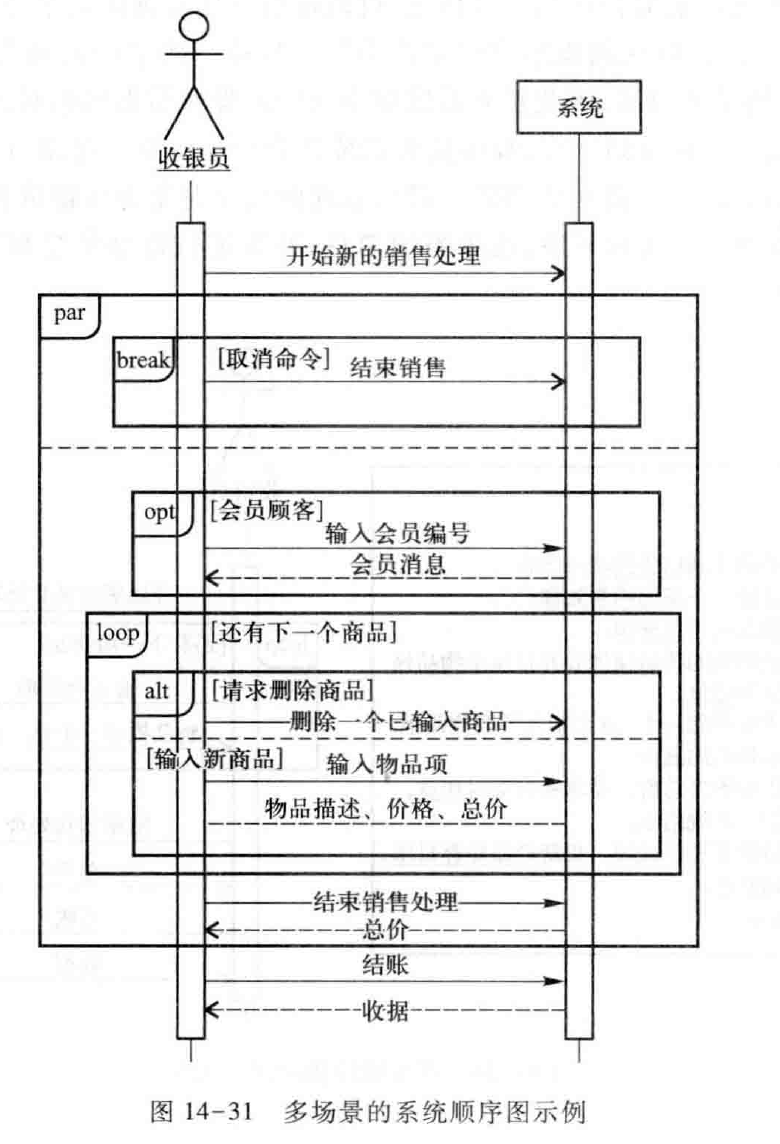 收银员
系统
开始新的销售处理
par
break
[取消命令]
结束销售
opt
[会员顾客]
输入会员编号
会员消息
loop
[还有下一个商品]
alt
[请求删除商品]
删除一个已输入商品
[输入新商品]
输入物品项
物品描述、价格、总价
结束销售处理
总价
结账
收据
图 14-31 多场景的系统顺序图示例